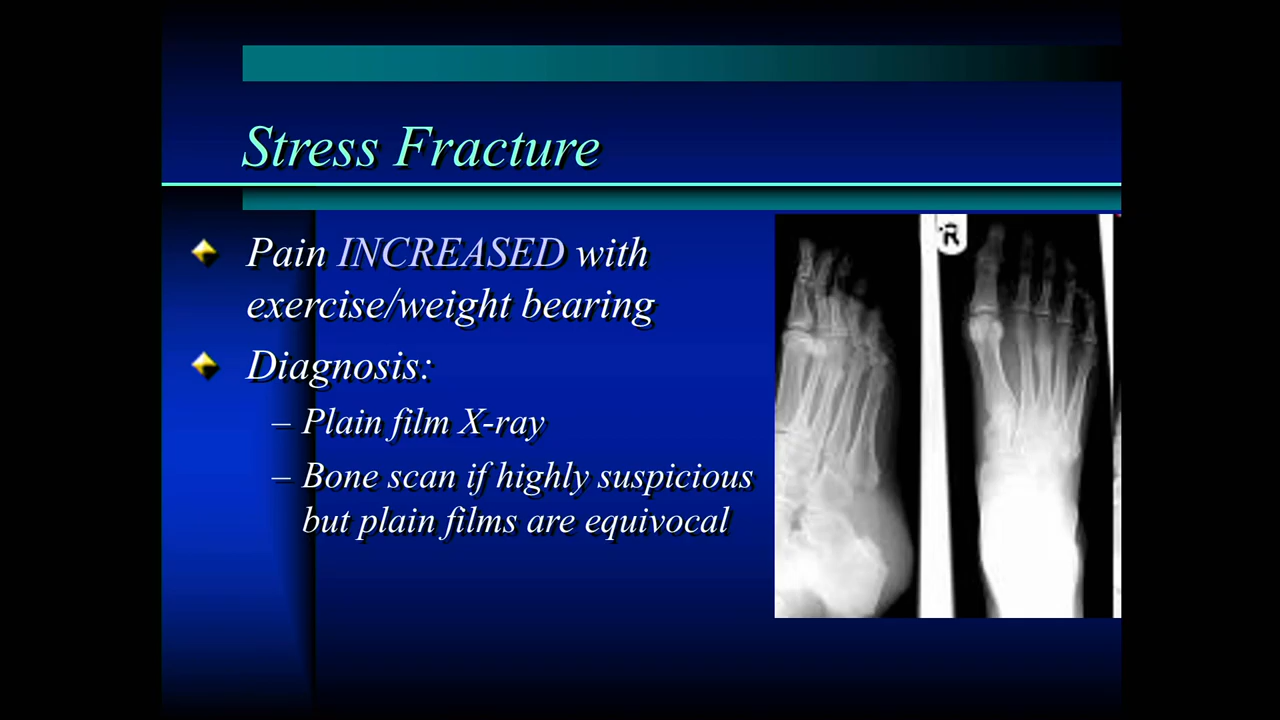 Stress Fracture
Pain INCREASED with
exercise/weight bearing
Diagnosis:
– Plain film X-ray
– Bone scan if highly suspicious
but plain films are equivocal
R